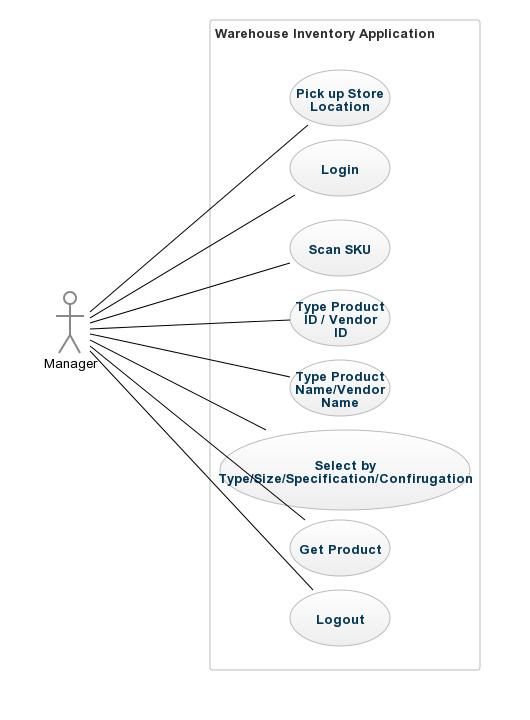 Warehouse Inventory Application
Pick up Store
Location
Login
Scan SKU
Type Product
ID / Vendor
ID
Manager
Type Product
Name/Vendor
Name
Select by
Type/Size/Specification/Confirugation
Get Product
Logout